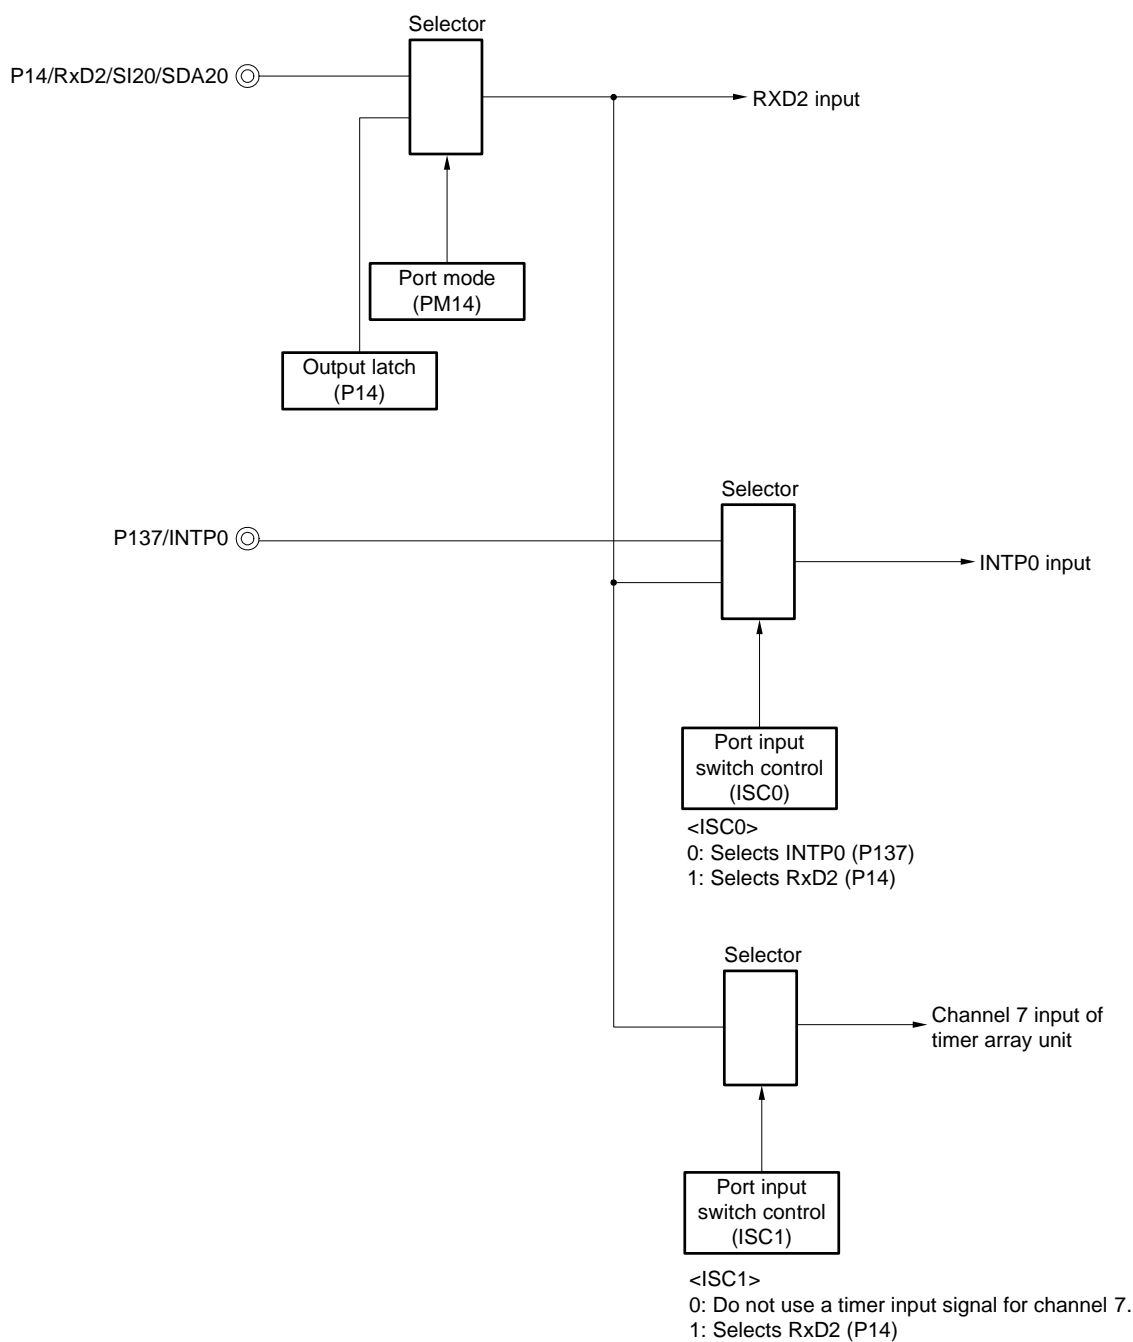 Selector
P14/RxD2/SI20/SDA20
RXD2 input
Port mode
(PM14)
Output latch
(P14)
Selector
P137/INTP0
INTP0 input
Port input
switch control
(ISC0)
<ISC0>
0: Selects INTP0 (P137)
1: Selects RxD2 (P14)
Selector
Channel 7 input of
timer array unit
Port input
switch control
(ISC1)
<ISC1>
0: Do not use a timer input signal for channel 7.
1: Selects RxD2 (P14)